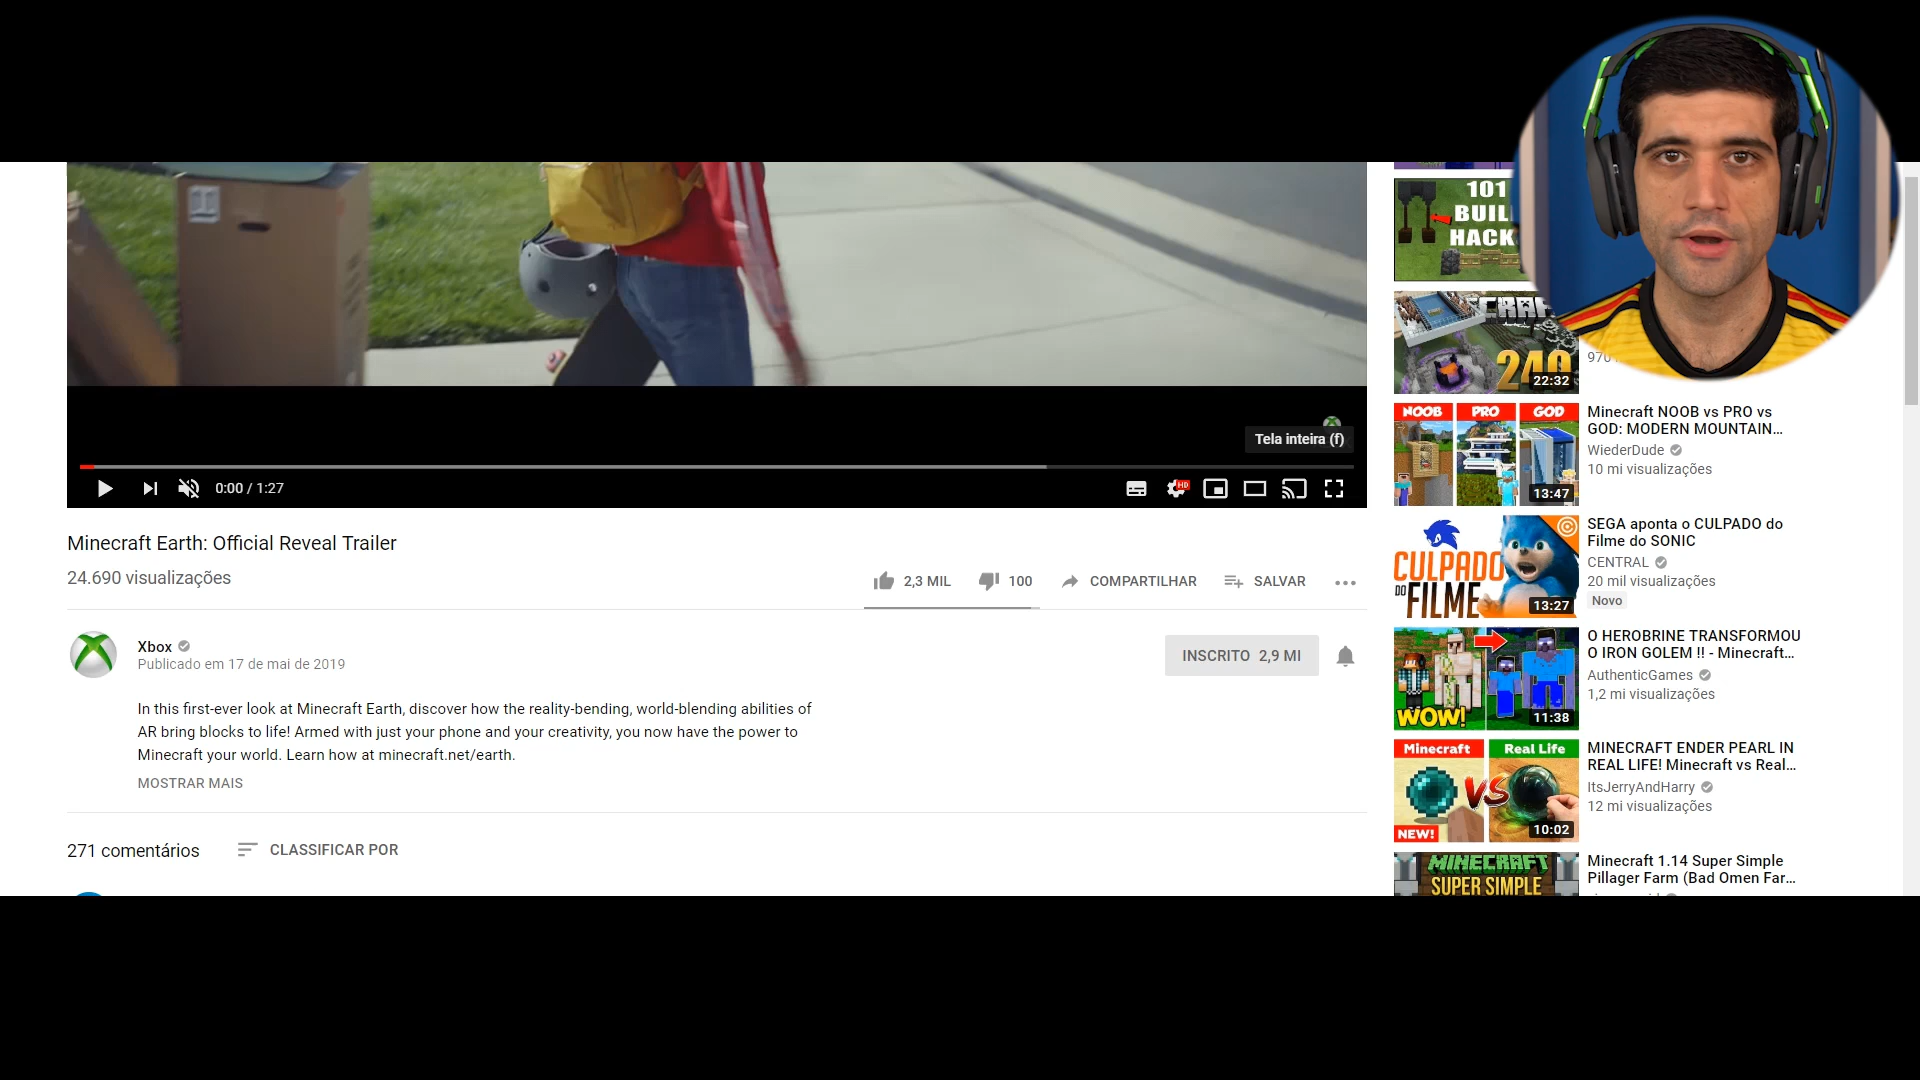 Tela inteira (f)
0:00 / 1:27
HD
Minecraft Earth: Official Reveal Trailer
24.690 visualizações
2,3 MIL
100
COMPARTILHAR
SALVAR
Xbox
Publicado em 17 de mai de 2019
INSCRITO 2,9 MI
In this first-ever look at Minecraft Earth, discover how the reality-bending, world-blending abilities of
AR bring blocks to life! Armed with just your phone and your creativity, you now have the power to
Minecraft your world. Learn how at minecraft.net/earth.
MOSTRAR MAIS
271 comentários
CLASSIFICAR POR
101
BUIL
HACK
240
22:32
970
NOOB PRO GOD
13:47
Minecraft NOOB vs PRO vs
GOD: MODERN MOUNTAIN...
WiederDude
10 mi visualizações
CULPADO
DO FILME
13:27
SEGA aponta o CULPADO do
Filme do SONIC
CENTRAL
20 mil visualizações
Novo
WOW!
11:38
O HEROBRINE TRANSFORMOU
O IRON GOLEM !! - Minecraft...
AuthenticGames
1,2 mi visualizações
Minecraft Real Life
VS
NEW!
10:02
MINECRAFT ENDER PEARL IN
REAL LIFE! Minecraft vs Real...
ItsJerryAndHarry
12 mi visualizações
MINECRAFT
SUPER SIMPLE
Minecraft 1.14 Super Simple
Pillager Farm (Bad Omen Far...